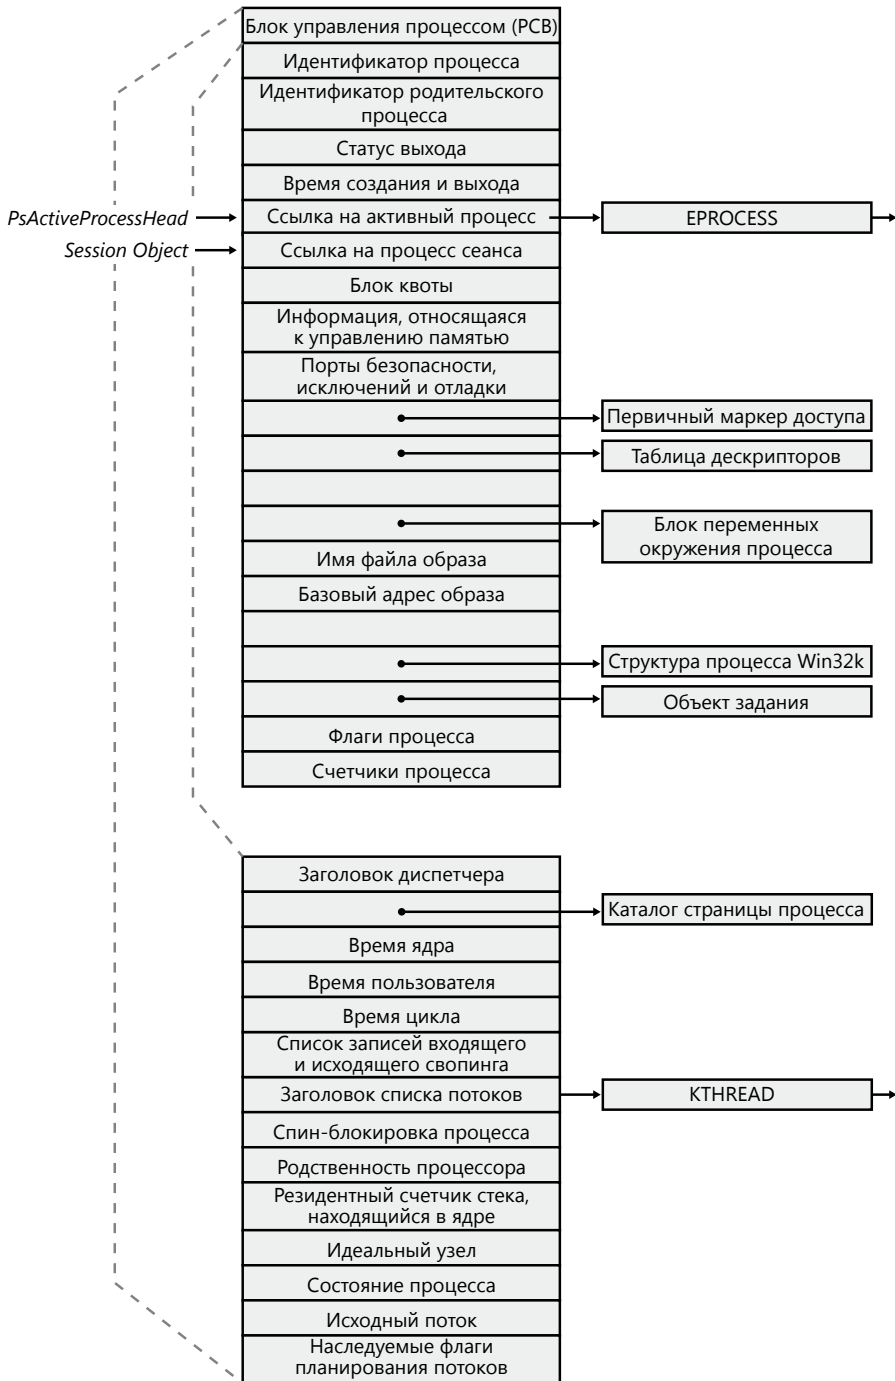 Блок управления процессом (PCB)
Идентификатор процесса
Идентификатор родительского
процесса
Статус выхода
Время создания и выхода
PsActiveProcessHead
Ссылка на активный процесс
EPROCESS
Session Object
Ссылка на процесс сеанса
Блок квоты
Информация, относящаяся
к управлению памятью
Порты безопасности,
исключений и отладки
Первичный маркер доступа
Таблица дескрипторов
Блок переменных
окружения процесса
Имя файла образа
Базовый адрес образа
Структура процесса Win32k
Объект задания
Флаги процесса
Счетчики процесса
Заголовок диспетчера
Каталог страницы процесса
Время ядра
Время пользователя
Время цикла
Список записей входящего
и исходящего свопинга
Заголовок списка потоков
KTHREAD
Спин-блокировка процесса
Родственность процессора
Резидентный счетчик стека,
находящийся в ядре
Идеальный узел
Состояние процесса
Исходный поток
Наследуемые флаги
планирования потоков